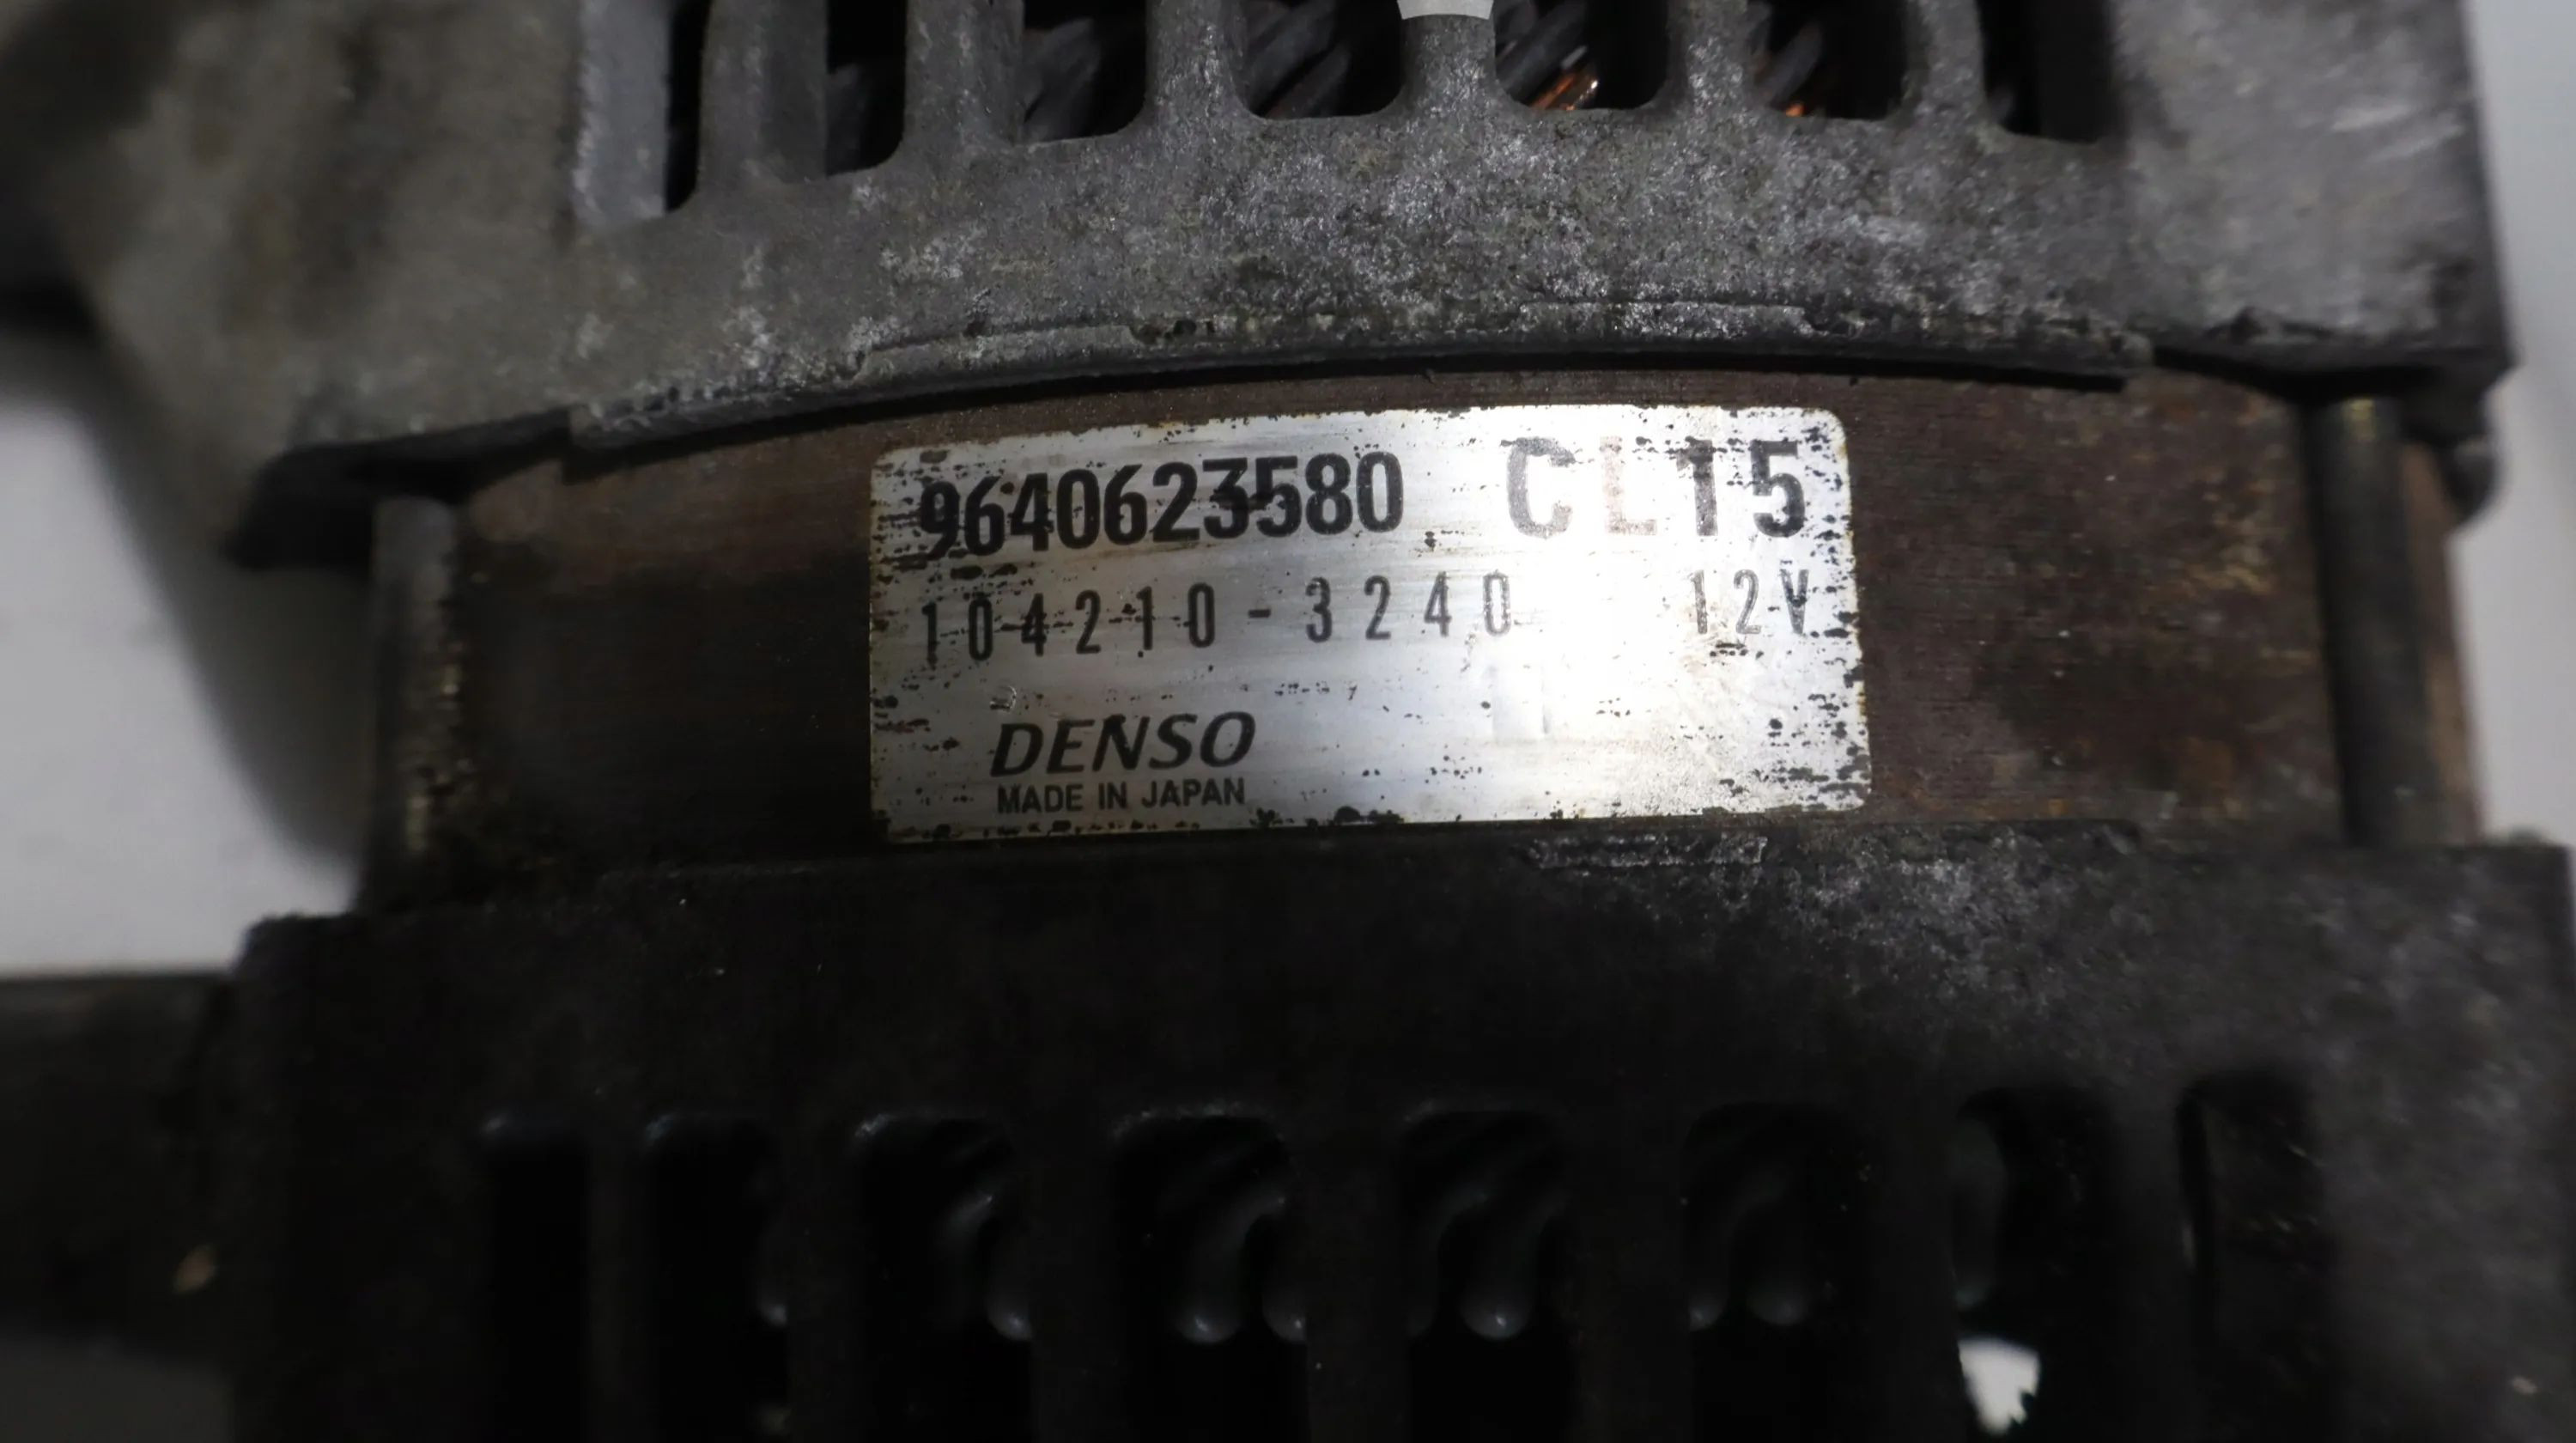 9640623580 CL15
104210-3240 12V
DENSO
MADE IN JAPAN